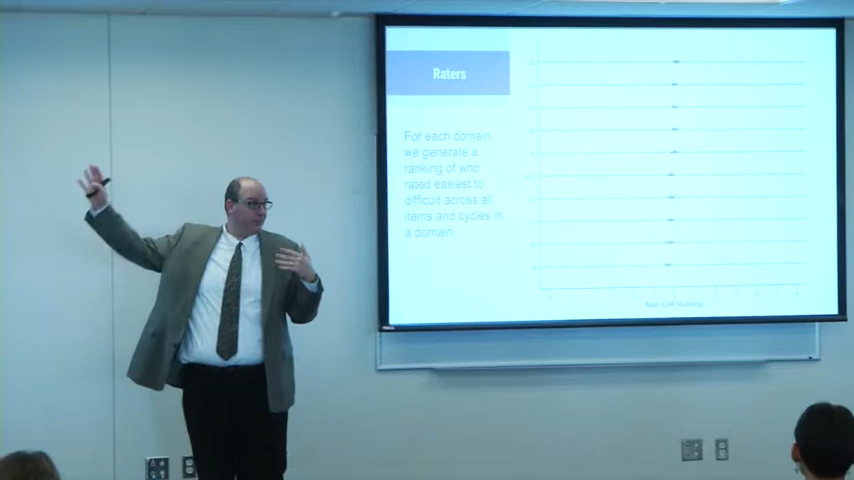 Raters
For each domain,
we generate a
ranking of who
rated easiest to
difficult across all
items and cycles in
a domain.